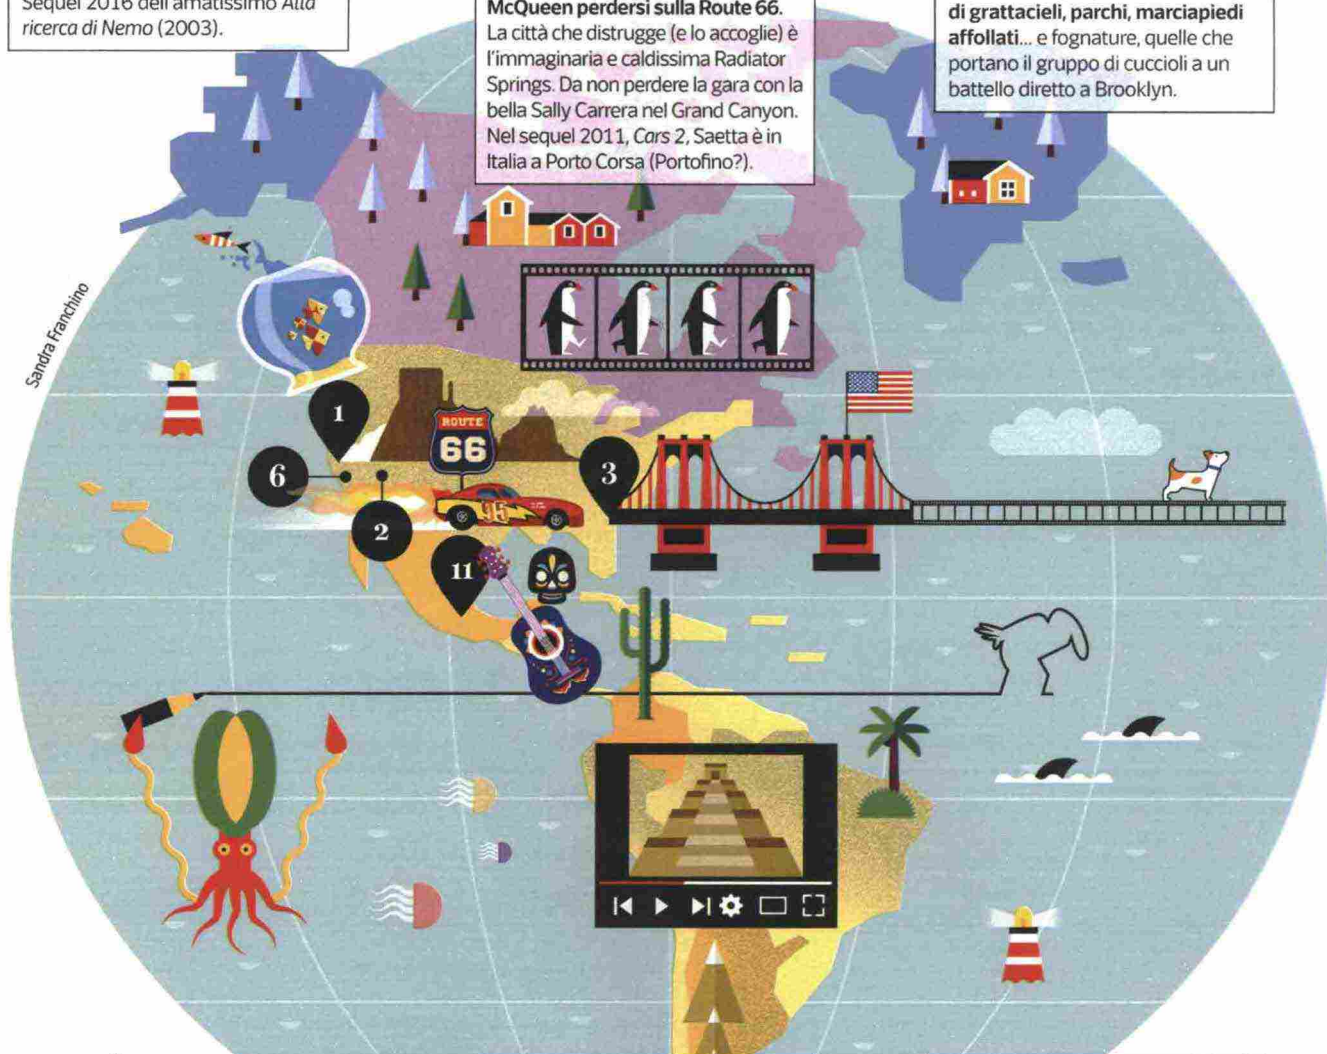 Sequel 2016 dell'amatissimo Alla
ricerca di Nemo (2003).
McQueen perdersi sulla Route 66.
La città che distrugge (e lo accoglie) è
l'immaginaria e caldissima Radiator
Springs. Da non perdere la gara con la
bella Sally Carrera nel Grand Canyon.
Nel sequel 2011, Cars 2, Saetta è in
Italia a Porto Corsa (Portofino?).
di grattacieli, parchi, marciapiedi
affollati... e fognature, quelle che
portano il gruppo di cuccioli a un
battello diretto a Brooklyn.
Sandra Franchino
1
ROUTE
66
6
3
95
2
11